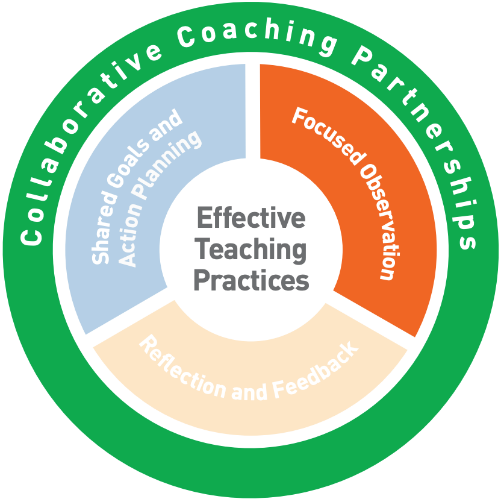 Collaborative Coaching Partnerships
Shared Goals and
Action Planning
Focused Observation
Effective
Teaching
Practices
Reflection and Feedback